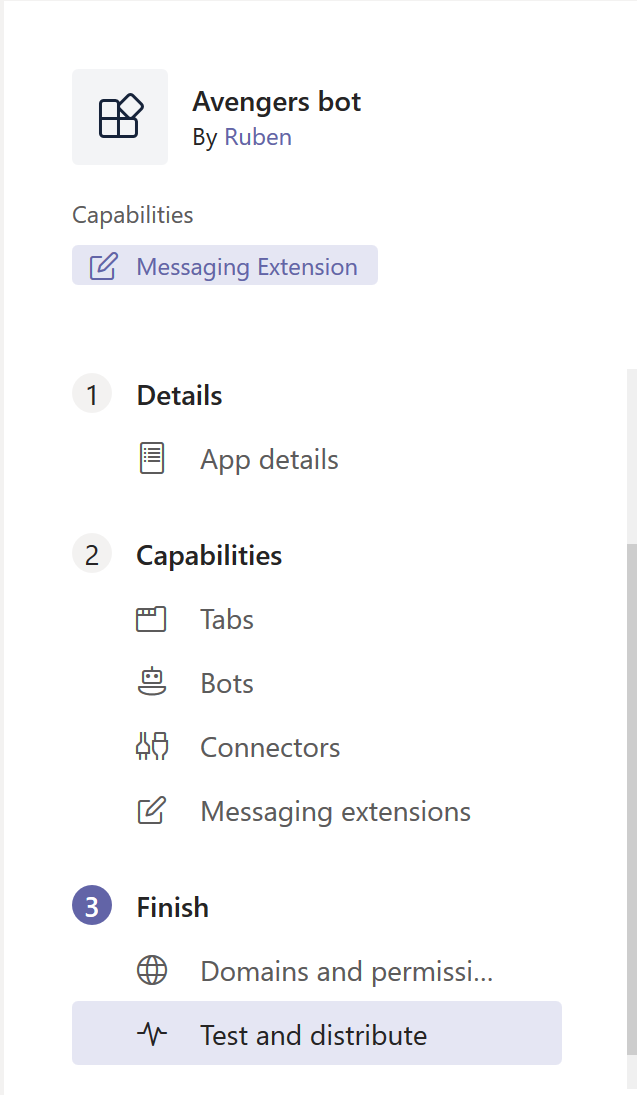 Avengers bot
By Ruben
Capabilities
Messaging Extension
1 Details
App details
2 Capabilities
Tabs
Bots
Connectors
Messaging extensions
3 Finish
Domains and permissi...
Test and distribute